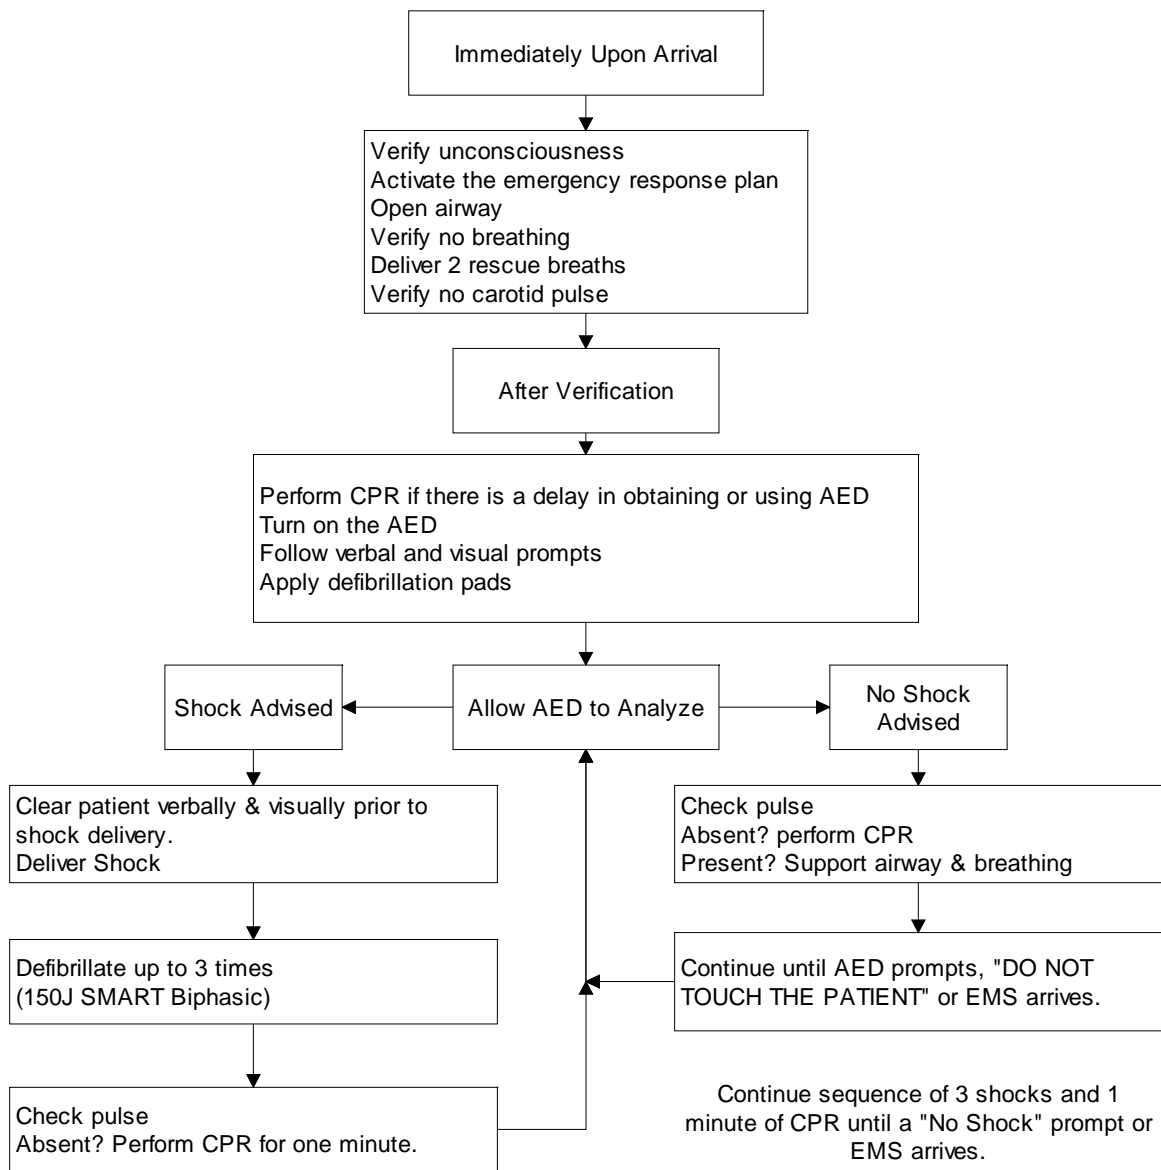 Immediately Upon Arrival
Verify unconsciousness
Activate the emergency response plan
Open airway
Verify no breathing
Deliver 2 rescue breaths
Verify no carotid pulse
After Verification
Perform CPR if there is a delay in obtaining or using AED
Turn on the AED
Follow verbal and visual prompts
Apply defibrillation pads
Shock Advised
Allow AED to Analyze
No Shock
Advised
Clear patient verbally & visually prior to
shock delivery.
Deliver Shock
Check pulse
Absent? perform CPR
Present? Support airway & breathing
Defibrillate up to 3 times
(150J SMART Biphasic)
Continue until AED prompts, "DO NOT
TOUCH THE PATIENT" or EMS arrives.
Check pulse
Absent? Perform CPR for one minute.
Continue sequence of 3 shocks and 1
minute of CPR until a "No Shock" prompt or
EMS arrives.